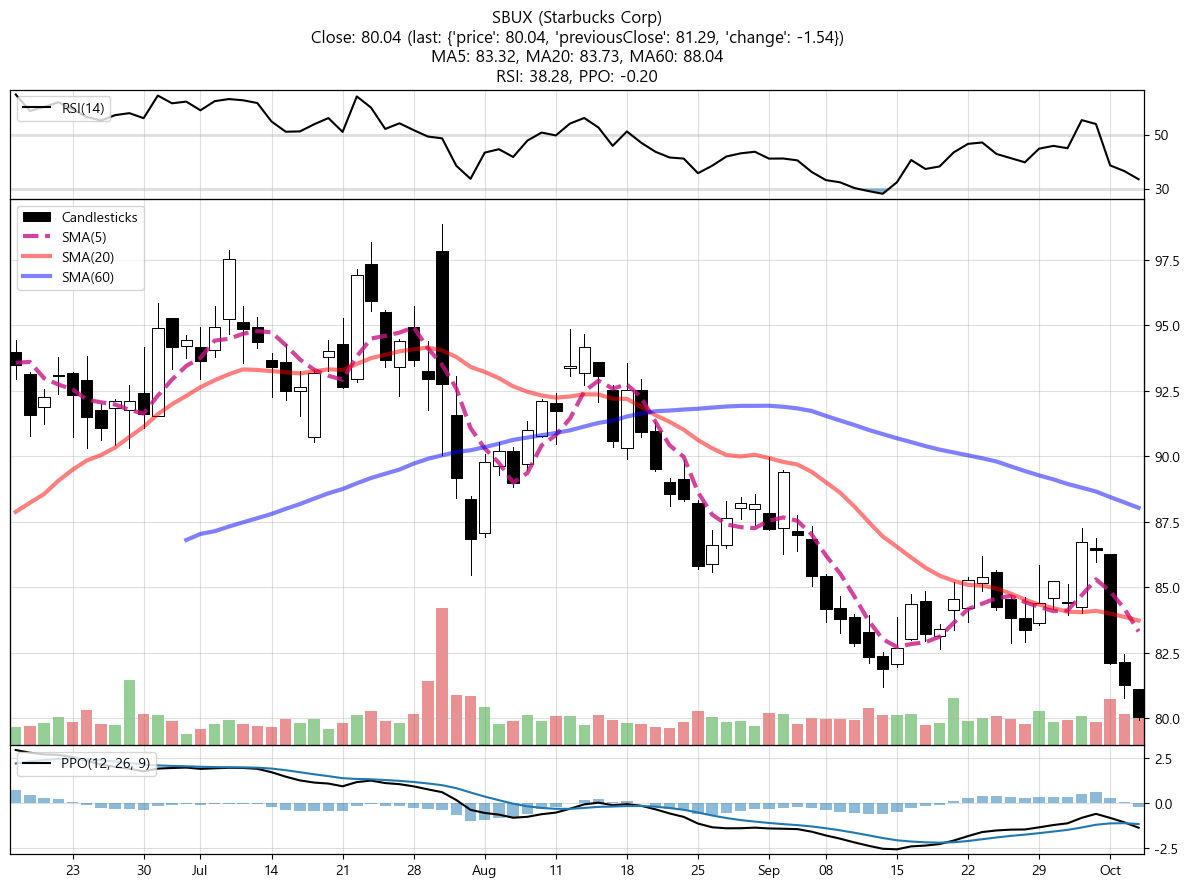 SBUX (Starbucks Corp)
Close: 80.04 (last: {'price': 80.04, 'previousClose': 81.29, 'change': -1.54})
MA5: 83.32, MA20: 83.73, MA60: 88.04
RSI: 38.28, PPO: -0.20
RSI(14)
50
30
Candlesticks
SMA(5)
SMA(20)
SMA(60)
97.5
95.0
92.5
90.0
87.5
85.0
82.5
80.0
PPO(12, 26, 9)
2.5
0.0
-2.5
23 30 Jul 14 21 28 Aug 11 18 25 Sep 08 15 22 29 Oct